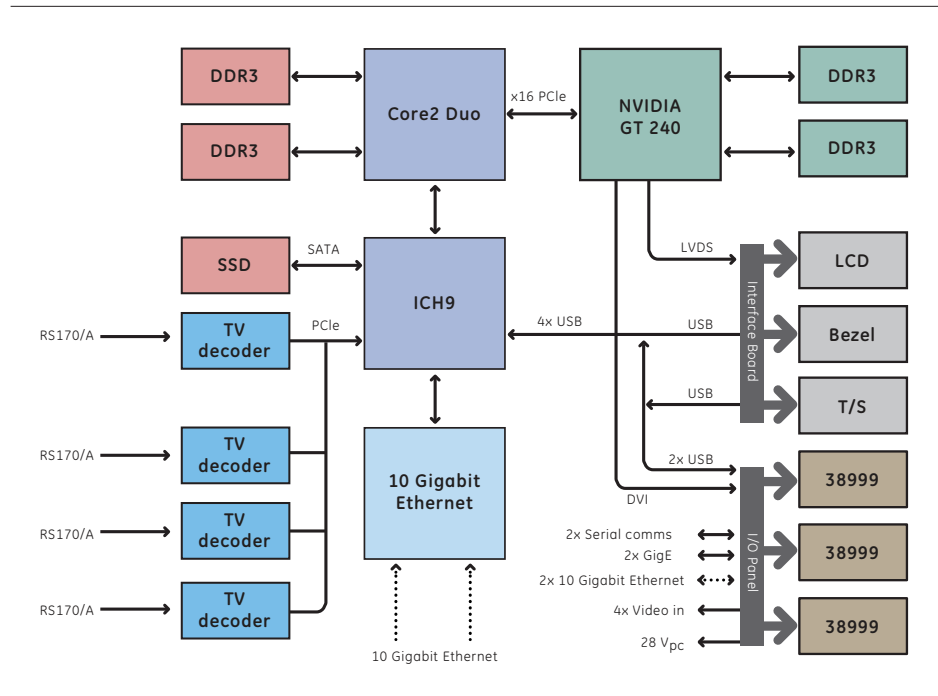 DDR3
DDR3
Core2 Duo
x16 PCIe
NVIDIA
GT 240
DDR3
DDR3
SSD
SATA
ICH9
LVDS
Interface Board
LCD
RS170/A
TV
decoder
PCIe
4x USB
USB
Bezel
USB
T/S
RS170/A
TV
decoder
10 Gigabit
Ethernet
2x USB
DVI
I/O Panel
38999
RS170/A
TV
decoder
2x Serial comms
2x GigE
2x 10 Gigabit Ethernet
38999
RS170/A
TV
decoder
4x Video in
28 VDC
38999
10 Gigabit Ethernet